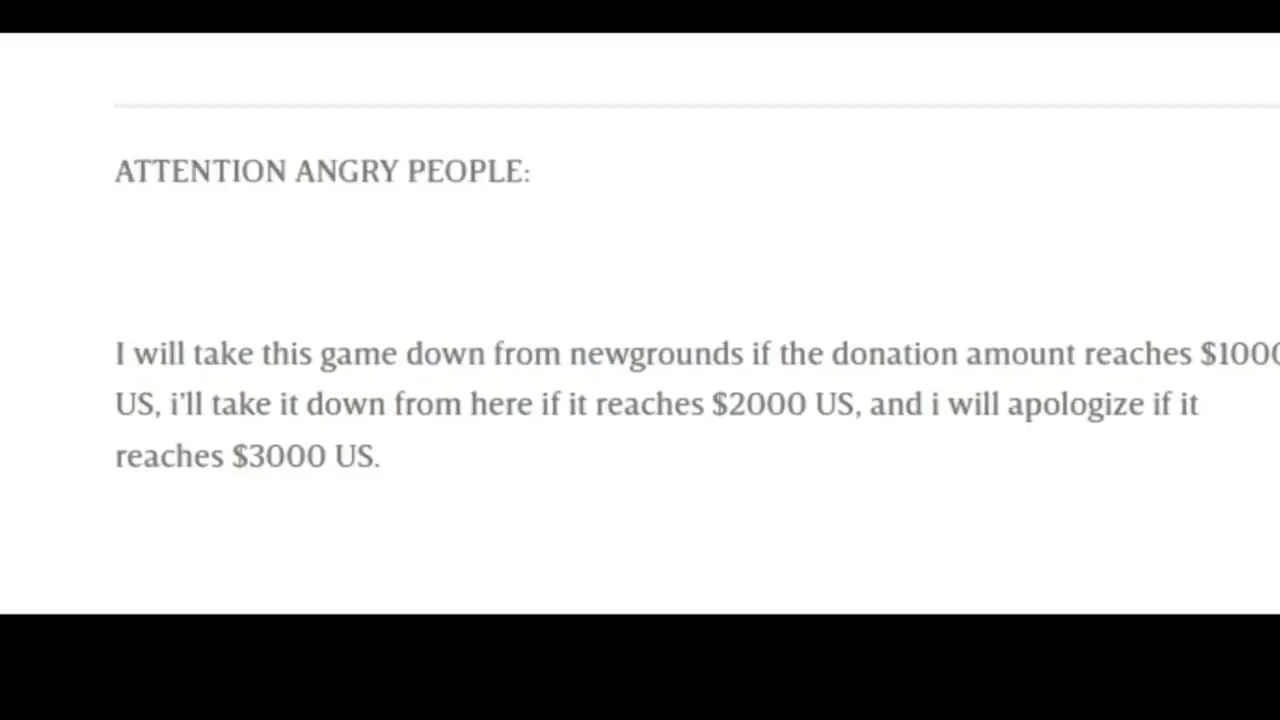 ATTENTION ANGRY PEOPLE:
I will take this game down from newgrounds if the donation amount reaches $1000
US, i'll take it down from here if it reaches $2000 US, and i will apologize if it
reaches $3000 US.